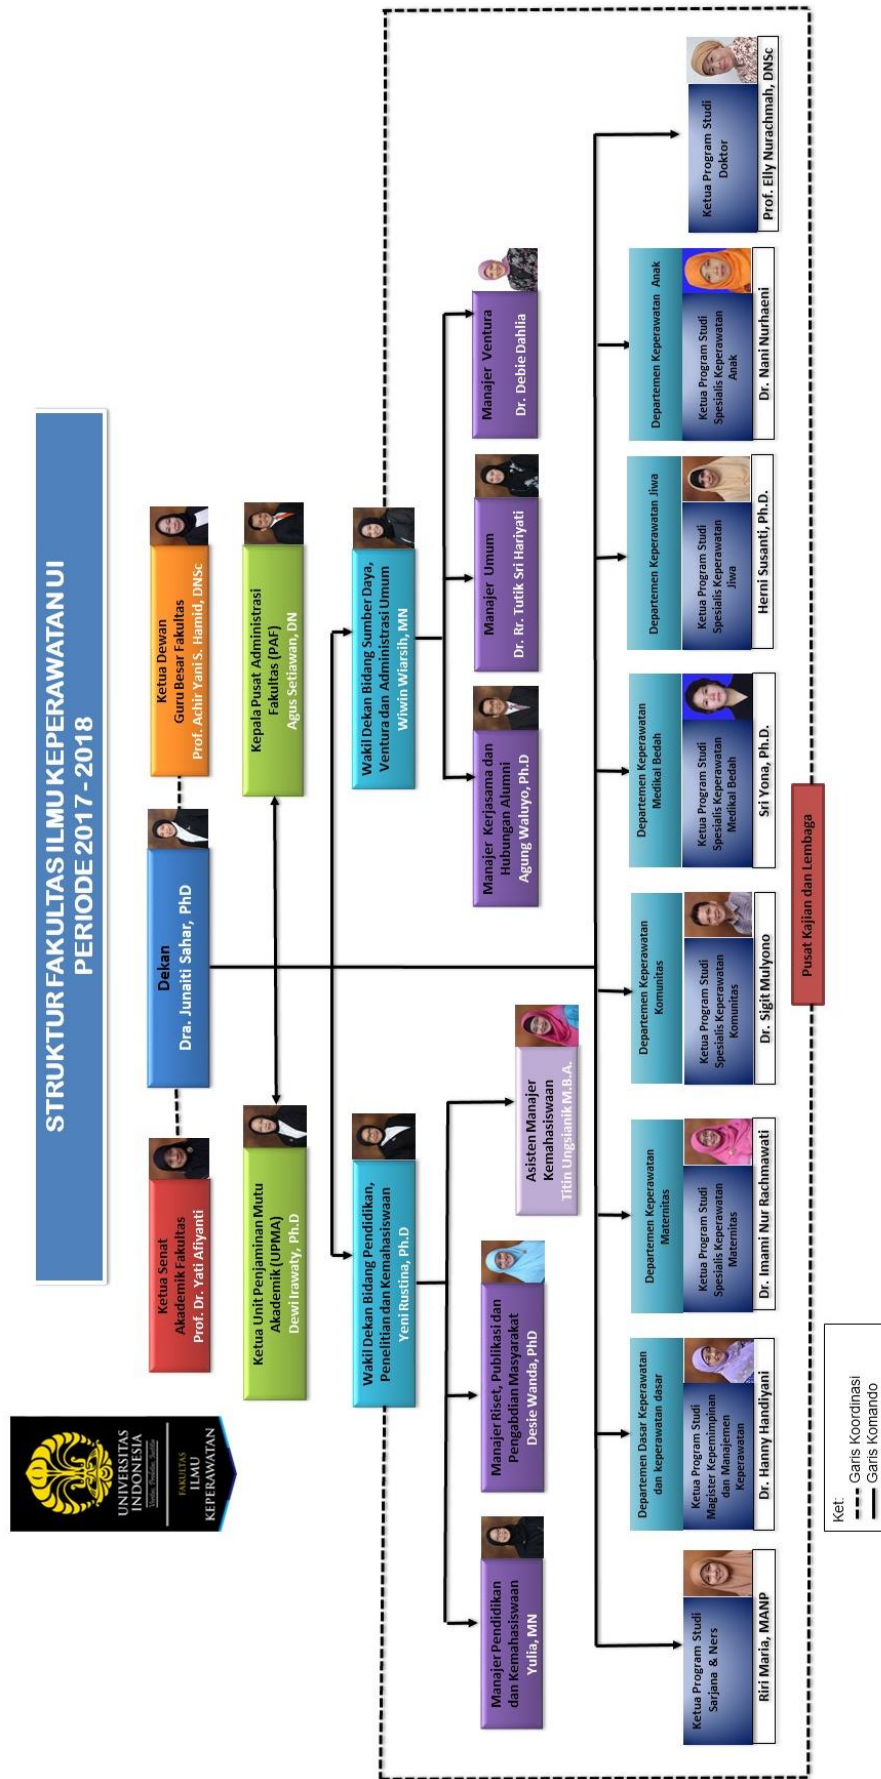 STRUKTUR FAKULTAS ILMU KEPERAWATAN UI
PERIODE 2017 - 2018
UNIVERSITAS
INDONESIA
Veritas, Probitas, Iustitia
FAKULTAS
ILMU
KEPERAWATAN
Ketua Senat
Akademik Fakultas
Prof. Dr. Yati Afiyanti
Dekan
Dra. Junaiti Sahar, PhD
Ketua Dewan
Guru Besar Fakultas
Prof. Achir Yani S. Hamid, DNSc
Ketua Unit Penjaminan Mutu
Akademik (UPMA)
Dewi Irawaty, Ph.D
Kepala Pusat Administrasi
Fakultas (PAF)
Agus Setiawan, DN
Wakil Dekan Bidang Pendidikan,
Penelitian dan Kemahasiswaan
Yeni Rustina, Ph.D
Wakil Dekan Bidang Sumber Daya,
Ventura dan Administrasi Umum
Wiwin Wiarsih, MN
Manajer Pendidikan
dan Kemahasiswaan
Yulia, MN
Manajer Riset, Publikasi dan
Pengabdian Masyarakat
Desie Wanda, PhD
Asisten Manajer
Kemahasiswaan
Titin Ungsianik M.B.A.
Manajer Kerjasama dan
Hubungan Alumni
Agung Waluyo, Ph.D
Manajer Umum
Dr. Rr. Tutik Sri Hariyati
Manajer Ventura
Dr. Debie Dahlia
Ketua Program Studi
Sarjana & Ners
Riri Maria, MANP
Departemen Dasar Keperawatan
dan keperawatan dasar
Ketua Program Studi
Magister Kepemimpinan
dan Manajemen
Keperawatan
Dr. Hanny Handiyani
Departemen Keperawatan
Maternitas
Ketua Program Studi
Spesialis Keperawatan
Maternitas
Dr. Imami Nur Rachmawati
Departemen Keperawatan
Komunitas
Ketua Program Studi
Spesialis Keperawatan
Komunitas
Dr. Sigit Mulyono
Departemen Keperawatan
Medikal Bedah
Ketua Program Studi
Spesialis Keperawatan
Medikal Bedah
Sri Yona, Ph.D.
Departemen Keperawatan Jiwa
Ketua Program Studi
Spesialis Keperawatan
Jiwa
Herni Susanti, Ph.D.
Departemen Keperawatan Anak
Ketua Program Studi
Spesialis Keperawatan
Anak
Dr. Nani Nurhaeni
Ketua Program Studi
Doktor
Prof. Elly Nurachmah, DNSc
Pusat Kajian dan Lembaga
Ket:
Garis Koordinasi
Garis Komando